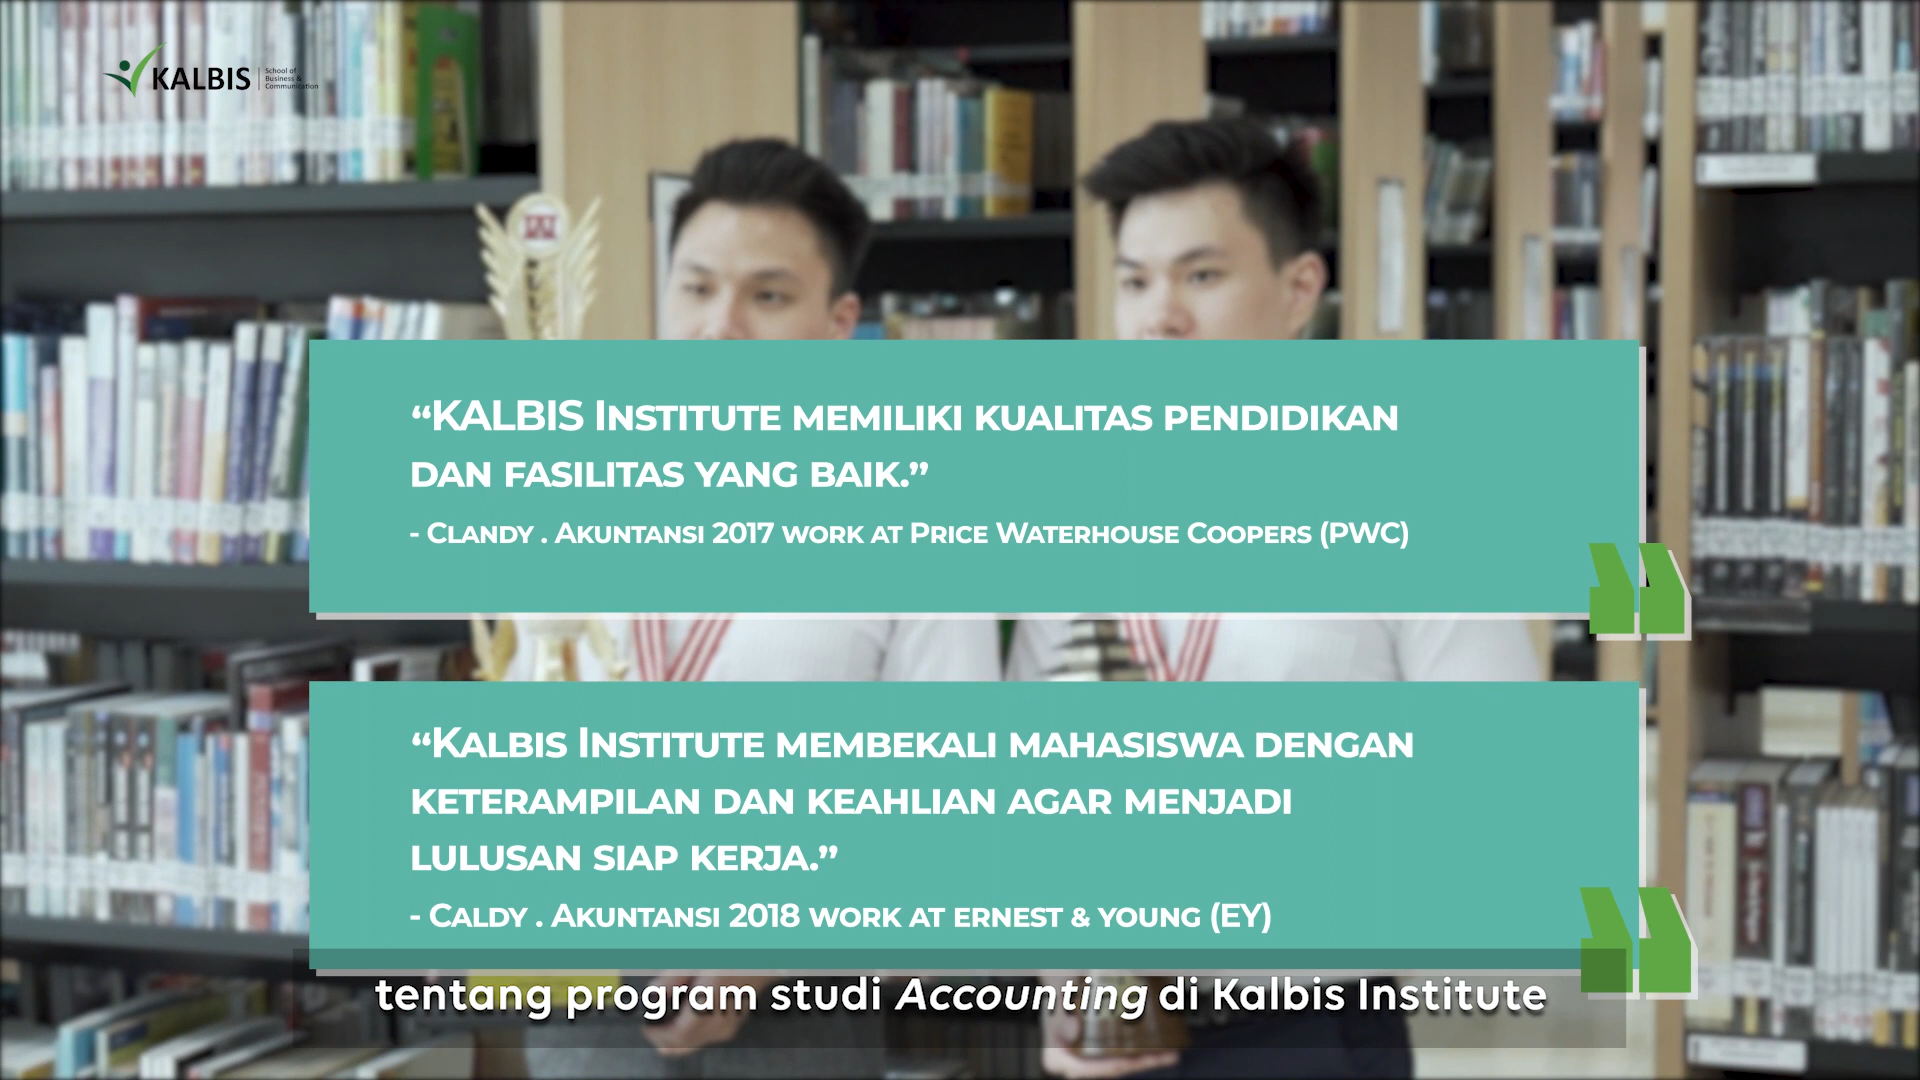 KALBIS
School of
Business &
Communication
“KALBIS INSTITUTE MEMILIKI KUALITAS PENDIDIKAN
DAN FASILITAS YANG BAIK.”
- CLANDY . AKUNTANSI 2017 WORK AT PRICE WATERHOUSE COOPERS (PWC)
“KALBIS INSTITUTE MEMBEKALI MAHASISWA DENGAN
KETERAMPILAN DAN KEAHLIAN AGAR MENJADI
LULUSAN SIAP KERJA.”
- CALDY . AKUNTANSI 2018 WORK AT ERNEST & YOUNG (EY)
tentang program studi Accounting di Kalbis Institute